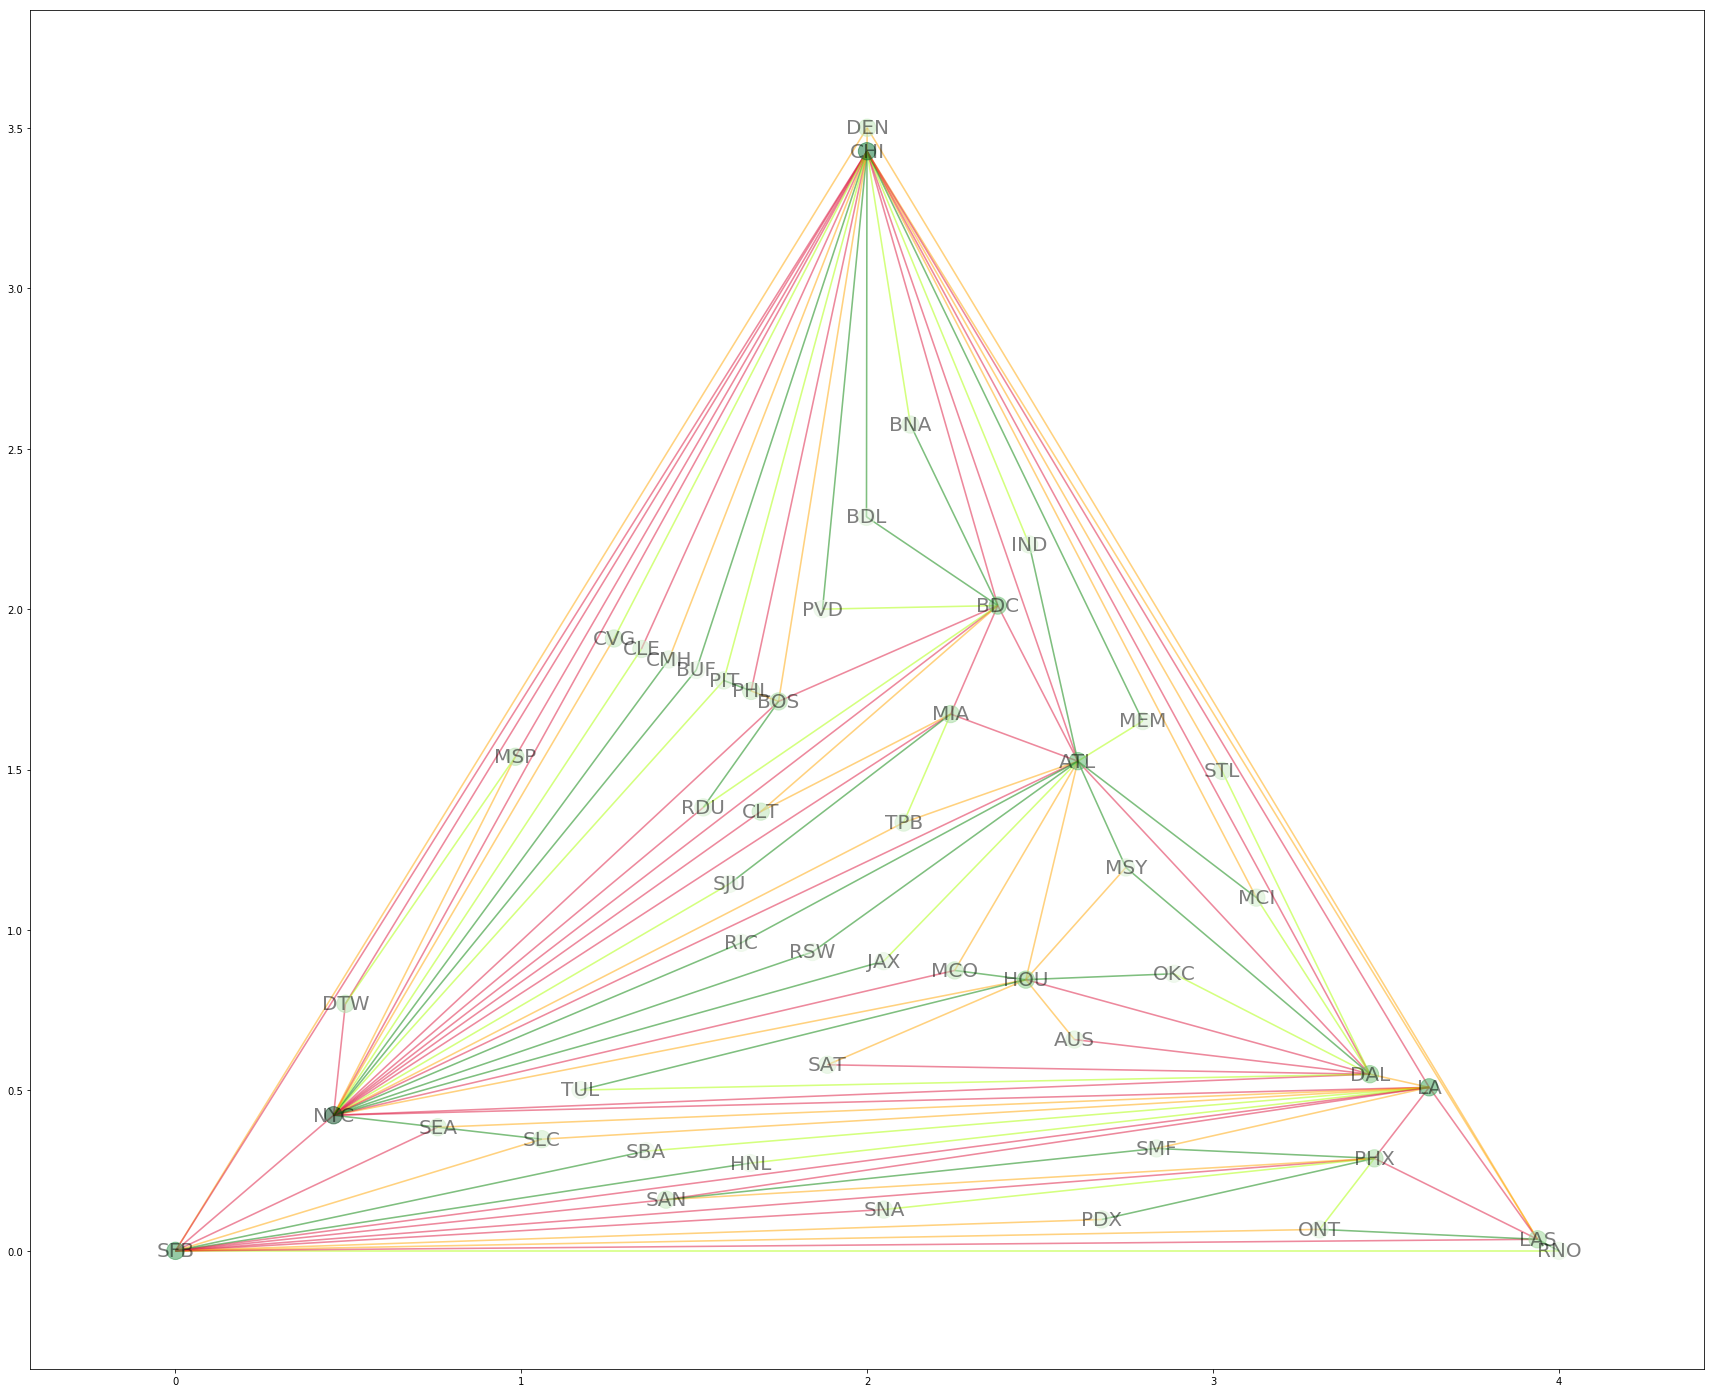 DEN
3.5
CHI
3.0
2.5
BNA
BDL
IND
2.0
PVD
BDC
CVG
CLE
CMH
BUF
PIT
PHL
BOS
MIA
MEM
MSP
ATL
1.5
STL
RDU
CLT
TPB
SJU
MSY
MCI
1.0
RIC
RSW
JAX
MCO
HOU
OKC
DTW
AUS
SAT
DAL
LA
TUL
0.5
NYC
SEA
SLC
SBA
HNL
SMF
PHX
SAN
SNA
PDX
ONT
LAS
0.0
SFB
RNO
0 1 2 3 4